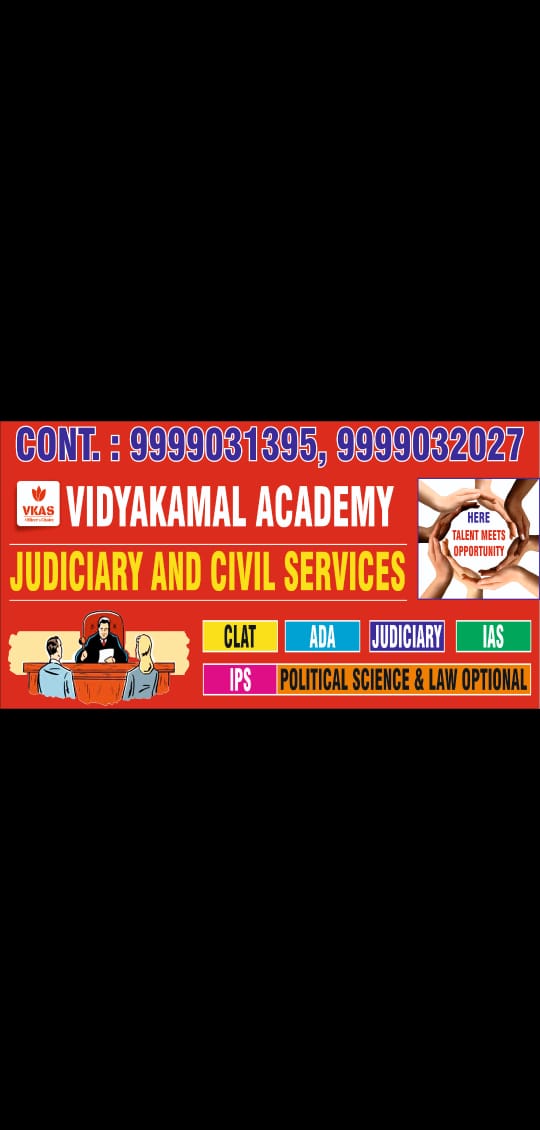 CONT. : 9999031395, 9999032027
VKAS
VIDYAKAMAL ACADEMY
JUDICIARY AND CIVIL SERVICES
HERE
TALENT MEETS
OPPORTUNITY
CLAT ADA JUDICIARY IAS
IPS POLITICAL SCIENCE & LAW OPTIONAL